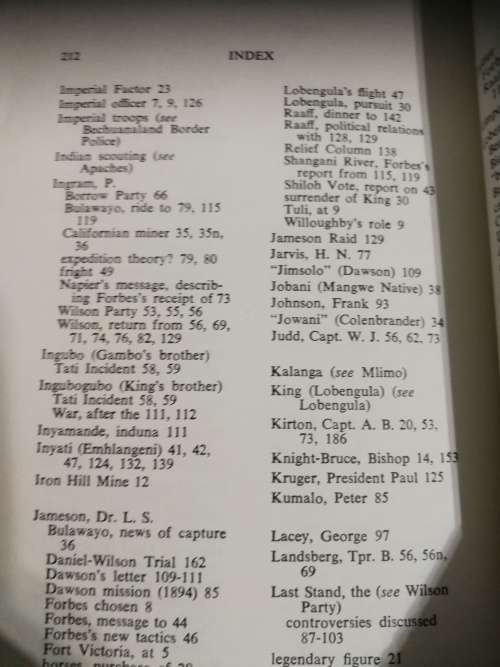 212
INDEX
Imperial Factor 23
Imperial officer 7, 9, 126
Imperial troops (see
Bechuanaland Border
Police)
Indian scouting (see
Apaches)
Ingram, P.
Borrow Party 66
Bulawayo, ride to 79, 115
119
Californian miner 35, 35n,
36
expedition theory? 79, 80
fright 49
Napier's message, describ-
ing Forbes's receipt of 73
Wilson Party 53, 55, 56
Wilson, return from 56, 69,
71, 74, 76, 82, 129
Ingubo (Gambo's brother)
Tati Incident 58, 59
Ingubogubo (King's brother)
Tati Incident 58, 59
War, after the 111, 112
Inyamande, induna 111
Inyati (Emhlangeni) 41, 42,
47, 124, 132, 139
Iron Hill Mine 12
Jameson, Dr. L. S.
Bulawayo, news of capture
36
Daniel-Wilson Trial 162
Dawson's letter 109-111
Dawson mission (1894) 85
Forbes chosen 8
Forbes, message to 44
Forbes's new tactics 46
Fort Victoria, at 5
horses, purchase of 20
Lobengula's flight 47
Lobengula, pursuit 30
Raaff, dinner to 142
Raaff, political relations
with 128, 129
Relief Column 138
Shangani River, Forbes's
report from 115, 119
Shiloh Vote, report on 43
surrender of King 30
Tuli, at 9
Willoughby's role 9
Jameson Raid 129
Jarvis, H. N. 77
"Jimsolo" (Dawson) 109
Jobani (Mangwe Native) 38
Johnson, Frank 93
"Jowani" (Colenbrander) 34
Judd, Capt. W. J. 56, 62, 73
Kalanga (see Mlimo)
King (Lobengula) (see
Lobengula)
Kirton, Capt. A. B. 20, 53,
73, 186
Knight-Bruce, Bishop 14, 153
Kruger, President Paul 125
Kumalo, Peter 85
Lacey, George 97
Landsberg, Tpr. B. 56, 56n,
69
Last Stand, the (see Wilson
Party)
controversies discussed
87-103
legendary figure 21